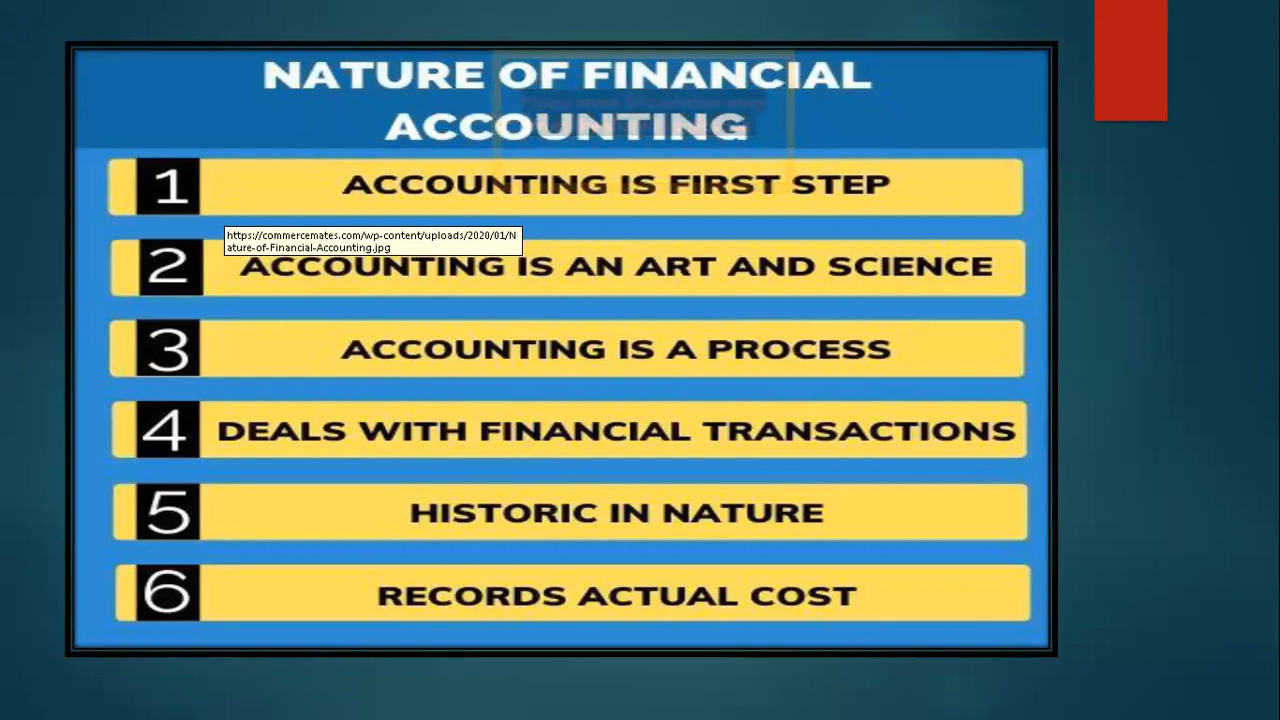 NATURE OF FINANCIAL
ACCOUNTING
1 ACCOUNTING IS FIRST STEP
https://commercemates.com/wp-content/uploads/2020/01/N
ature-of-Financial-Accounting.jpg
2 ACCOUNTING IS AN ART AND SCIENCE
3 ACCOUNTING IS A PROCESS
4 DEALS WITH FINANCIAL TRANSACTIONS
5 HISTORIC IN NATURE
6 RECORDS ACTUAL COST